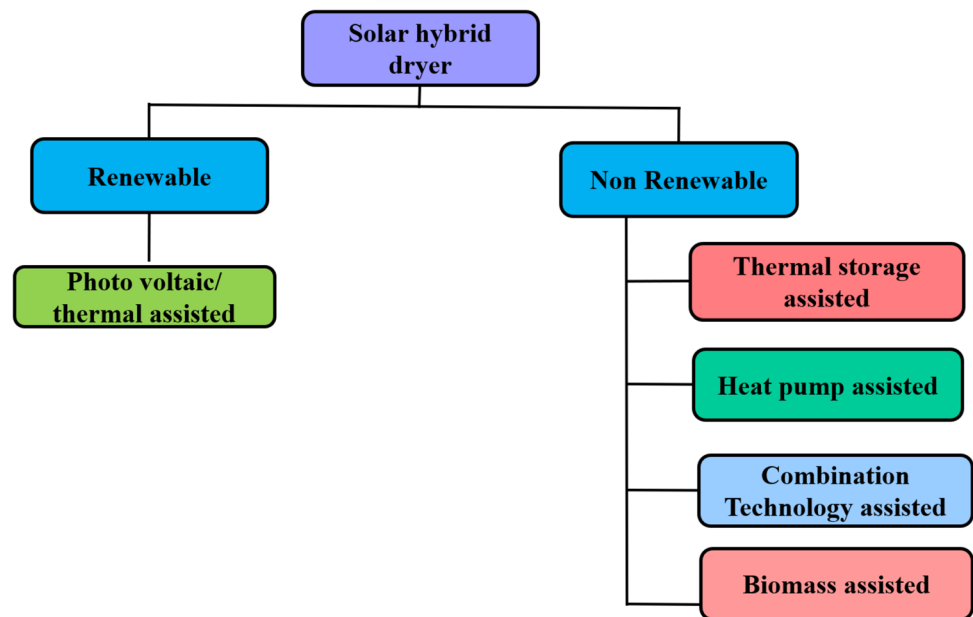 Solar hybrid
dryer
Renewable
Non Renewable
Photo voltaic/
thermal assisted
Thermal storage
assisted
Heat pump assisted
Combination
Technology assisted
Biomass assisted